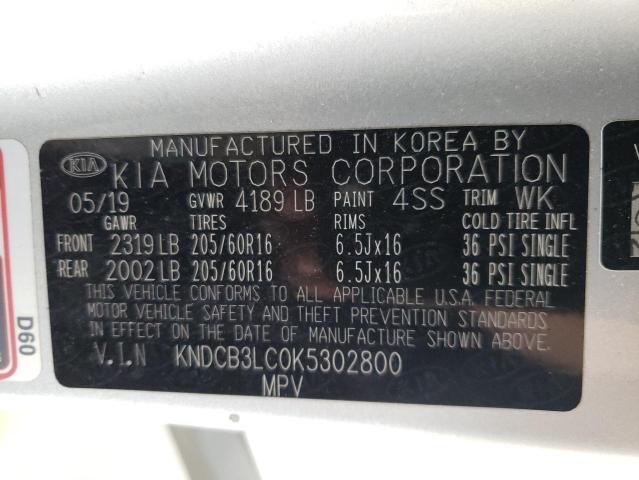 MANUFACTURED IN KOREA BY
KIA KIA MOTORS CORPORATION
05/19 GVWR 4189 LB PAINT 4SS TRIM WK
GAWR TIRES RIMS COLD TIRE INFL
FRONT 2319 LB 205/60R16 6.5Jx16 36 PSI SINGLE
REAR 2002 LB 205/60R16 6.5Jx16 36 PSI SINGLE
THIS VEHICLE CONFORMS TO ALL APPLICABLE U.S.A. FEDERAL
MOTOR VEHICLE SAFETY AND THEFT PREVENTION STANDARDS
IN EFFECT ON THE DATE OF MANUFACTURE SHOWN ABOVE.
V.I.N KNDCB3LC0K5302800
MPV
D60